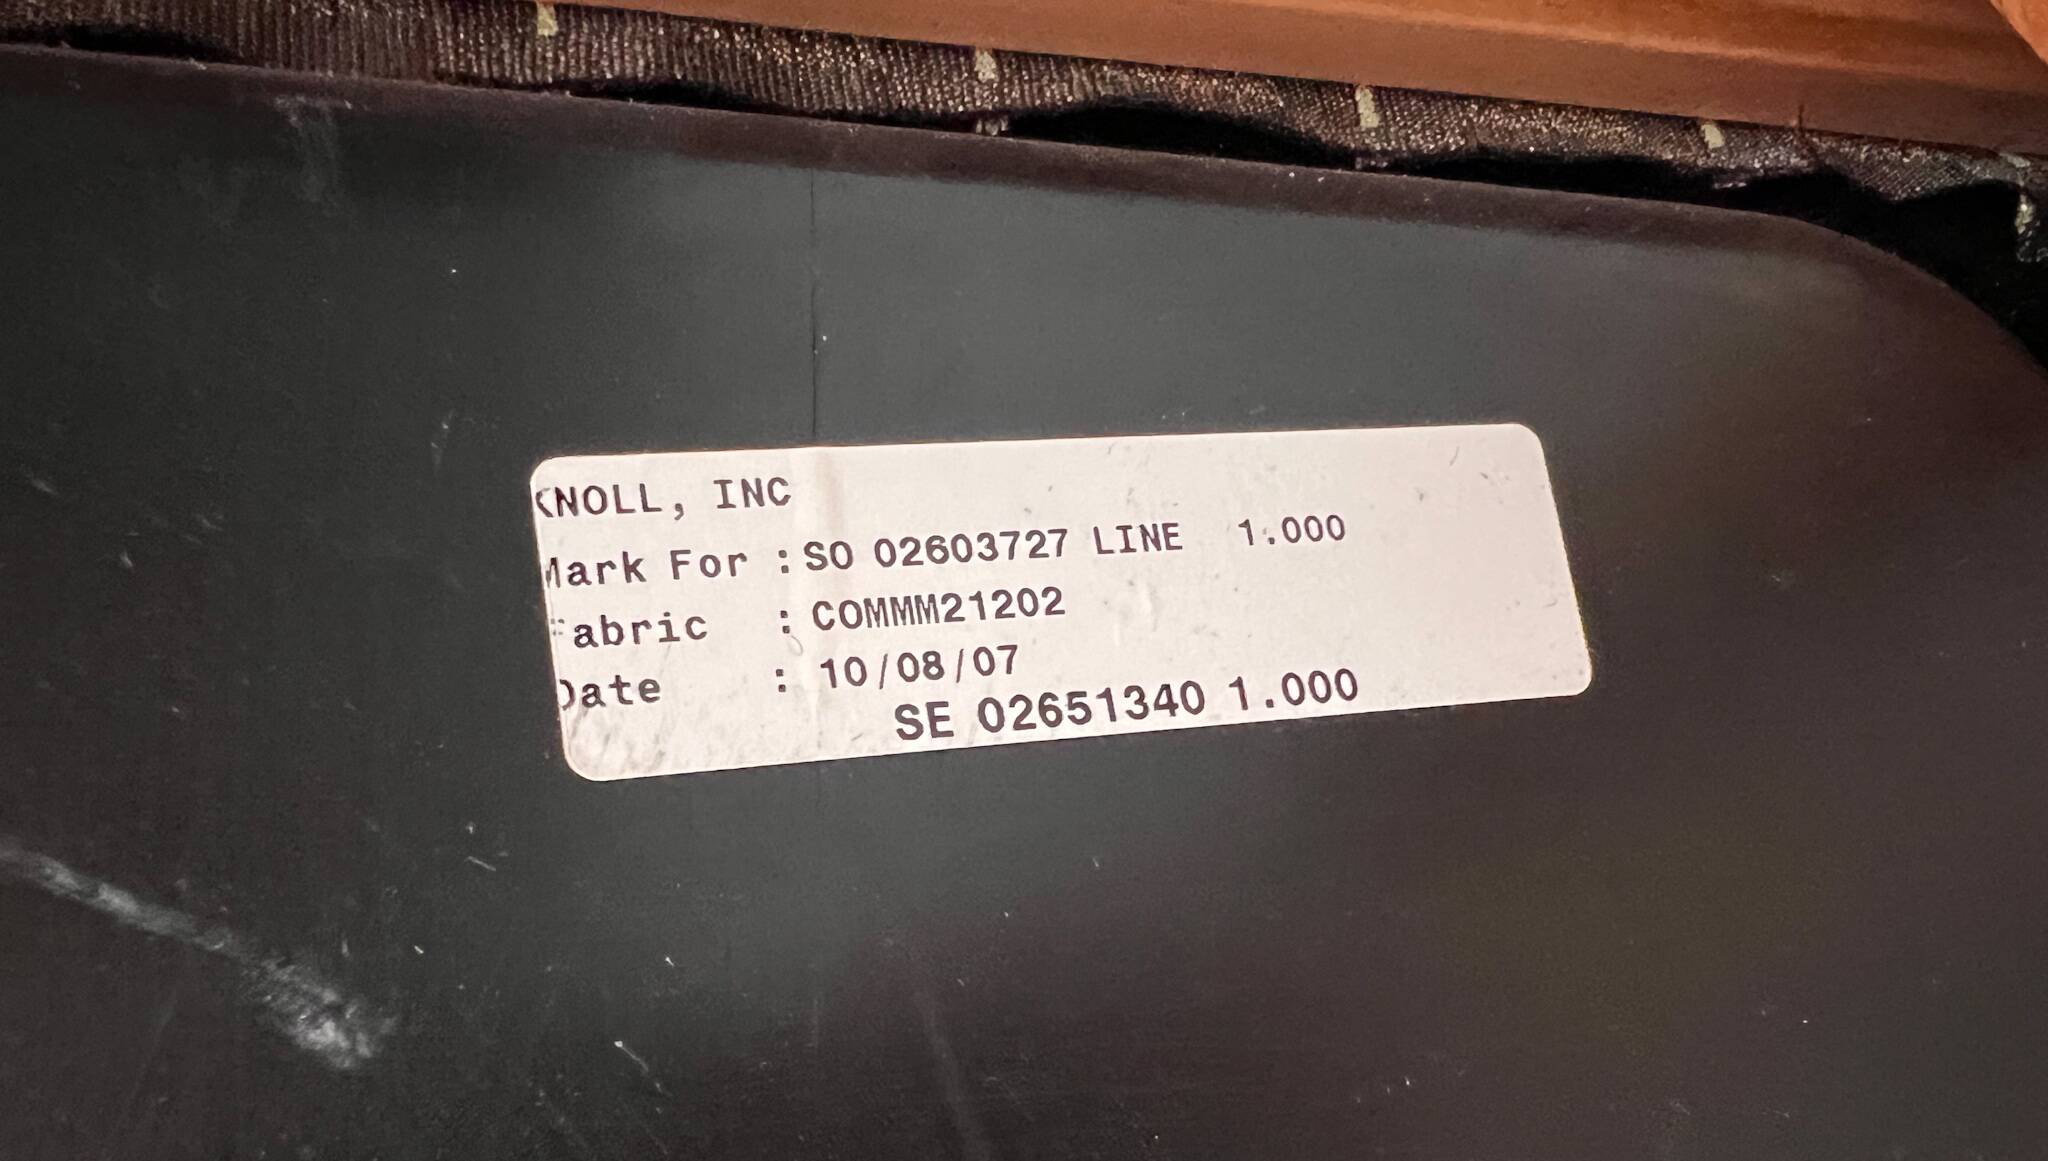 KNOLL, INC
Mark For : SO 02603727 LINE 1.000
Fabric : COMMM21202
Date : 10/08/07
SE 02651340 1.000